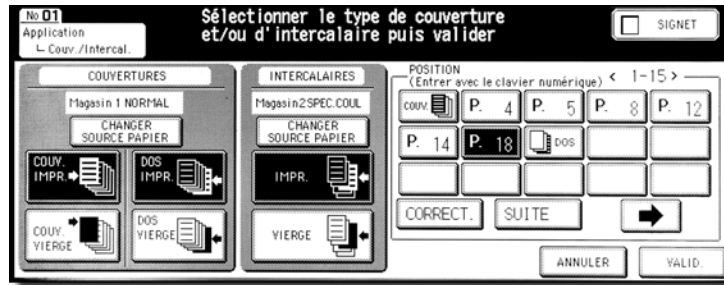 No 01
Application
Couv./Intercal.
Sélectionner le type de couverture
et/ou d'intercalaire puis valider
SIGNET
COUVERTURES
Magasin 1 NORMAL
CHANGER
SOURCE PAPIER
COUV.
IMPR.
DOS
IMPR.
COUV.
VIERGE
DOS
VIERGE
INTERCALAIRES
Magasin2SPEC.COUL
CHANGER
SOURCE PAPIER
IMPR.
VIERGE
POSITION
(Entrer avec le clavier numérique) < 1-15 >
COUV. P. 4 P. 5 P. 8 P. 12
P. 14 P. 18 DOS
CORRECT. SUITE
ANNULER VALID.